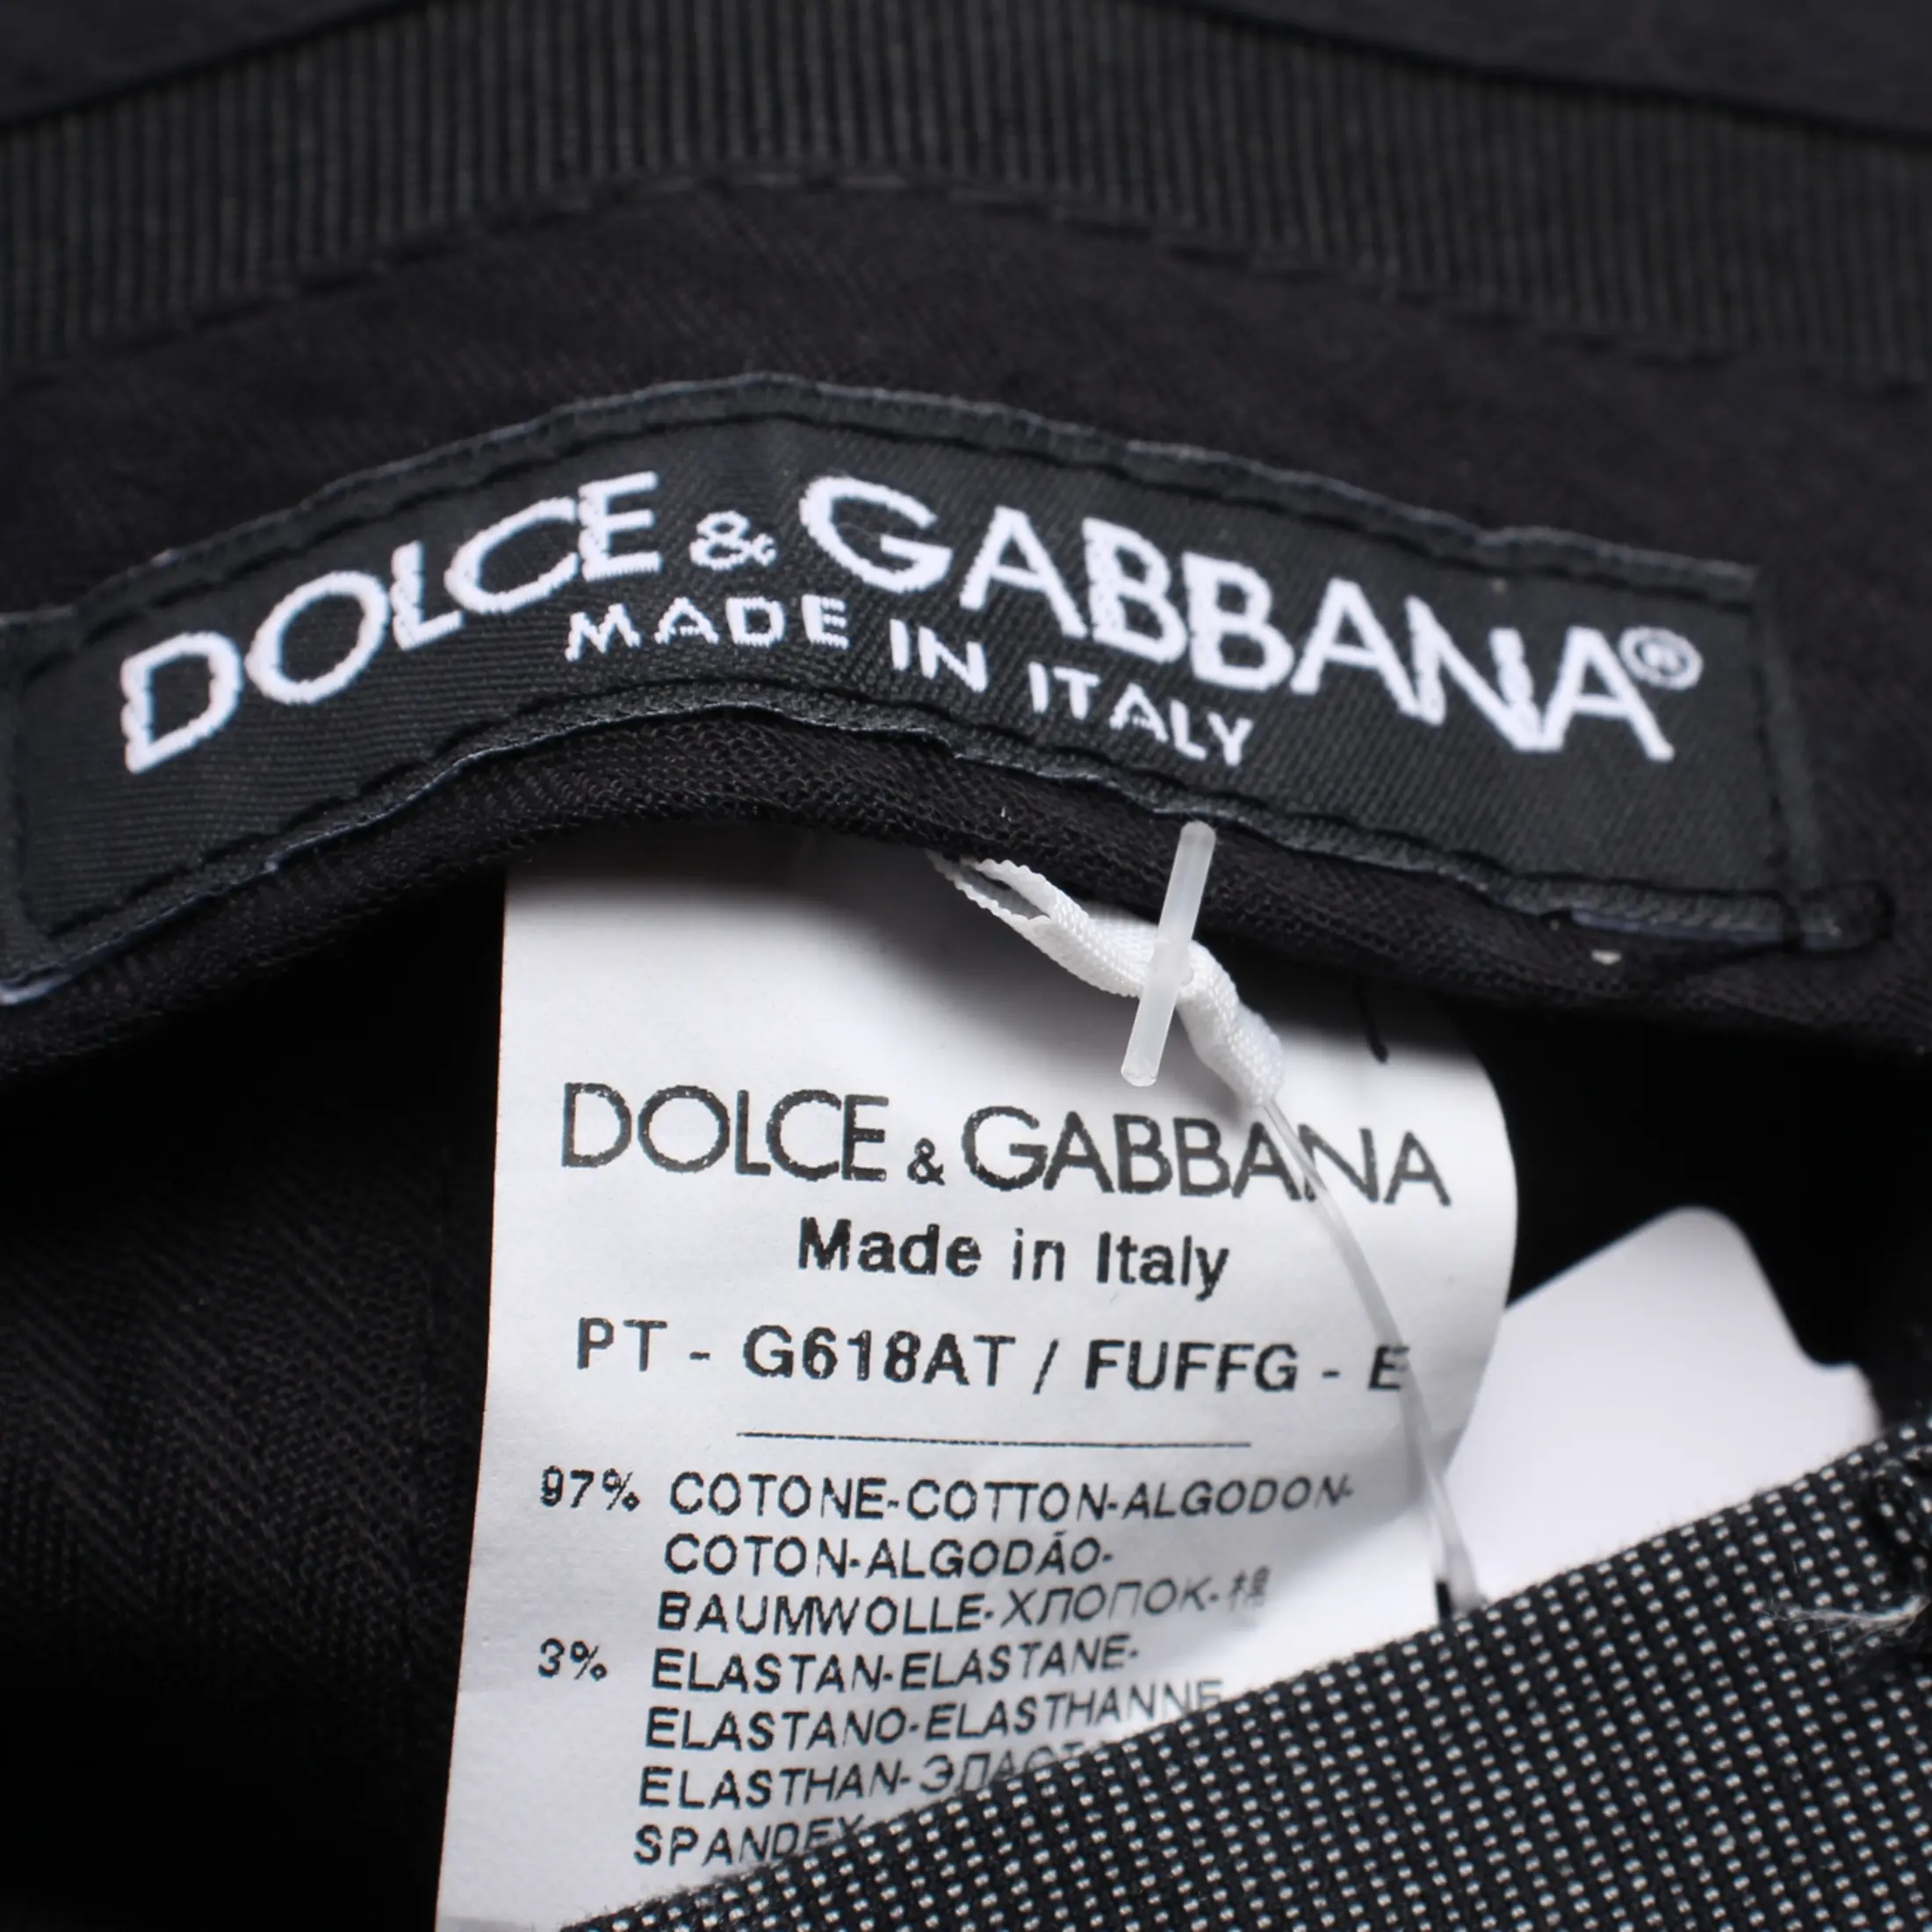 DOLCE & GABBANA®
MADE IN ITALY
DOLCE & GABBANA
Made in Italy
PT - G618AT / FUFFG - E
97% COTONE-COTTON-ALGODON-
COTON-ALGODÃO-
BAUMWOLLE-ХЛОПОК-棉
3% ELASTAN-ELASTANE-
ELASTANO-ELASTHANNE
ELASTHAN-
SPANDEX